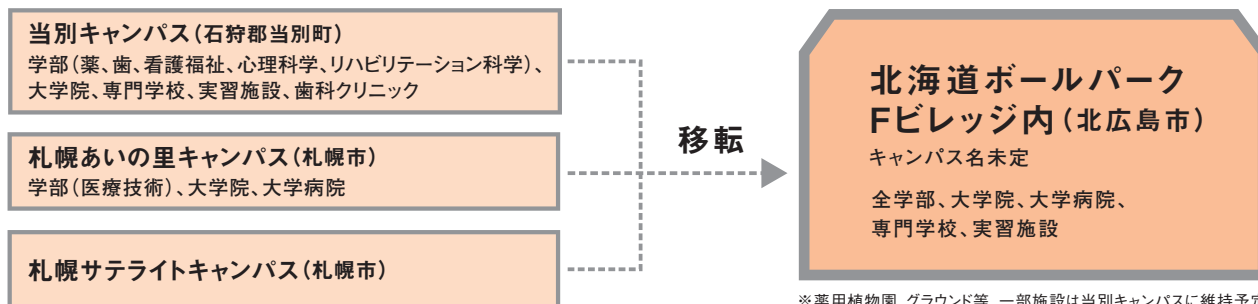 当別キャンパス(石狩郡当別町)
学部(薬、歯、看護福祉、心理科学、リハビリテーション科学)、
大学院、専門学校、実習施設、歯科クリニック
札幌あいの里キャンパス(札幌市)
学部(医療技術)、大学院、大学病院
札幌サテライトキャンパス(札幌市)
移転
北海道ボールパーク
Fビレッジ内(北広島市)
キャンパス名未定
全学部、大学院、大学病院、
専門学校、実習施設
※薬用植物園、グラウンド等、一部施設は当別キャンパスに維持予定